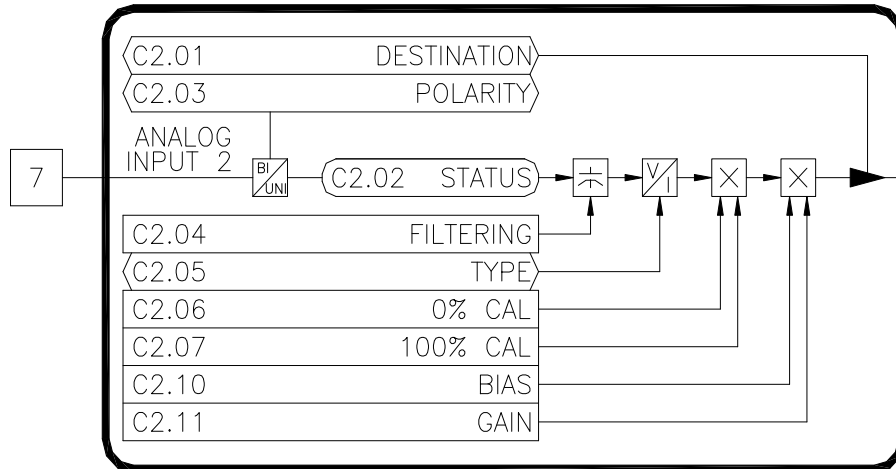 C2.01 DESTINATION
C2.03 POLARITY
ANALOG
INPUT 2
7
BI
UNI
C2.02 STATUS
V
I
C2.04 FILTERING
C2.05 TYPE
C2.06 0% CAL
C2.07 100% CAL
C2.10 BIAS
C2.11 GAIN